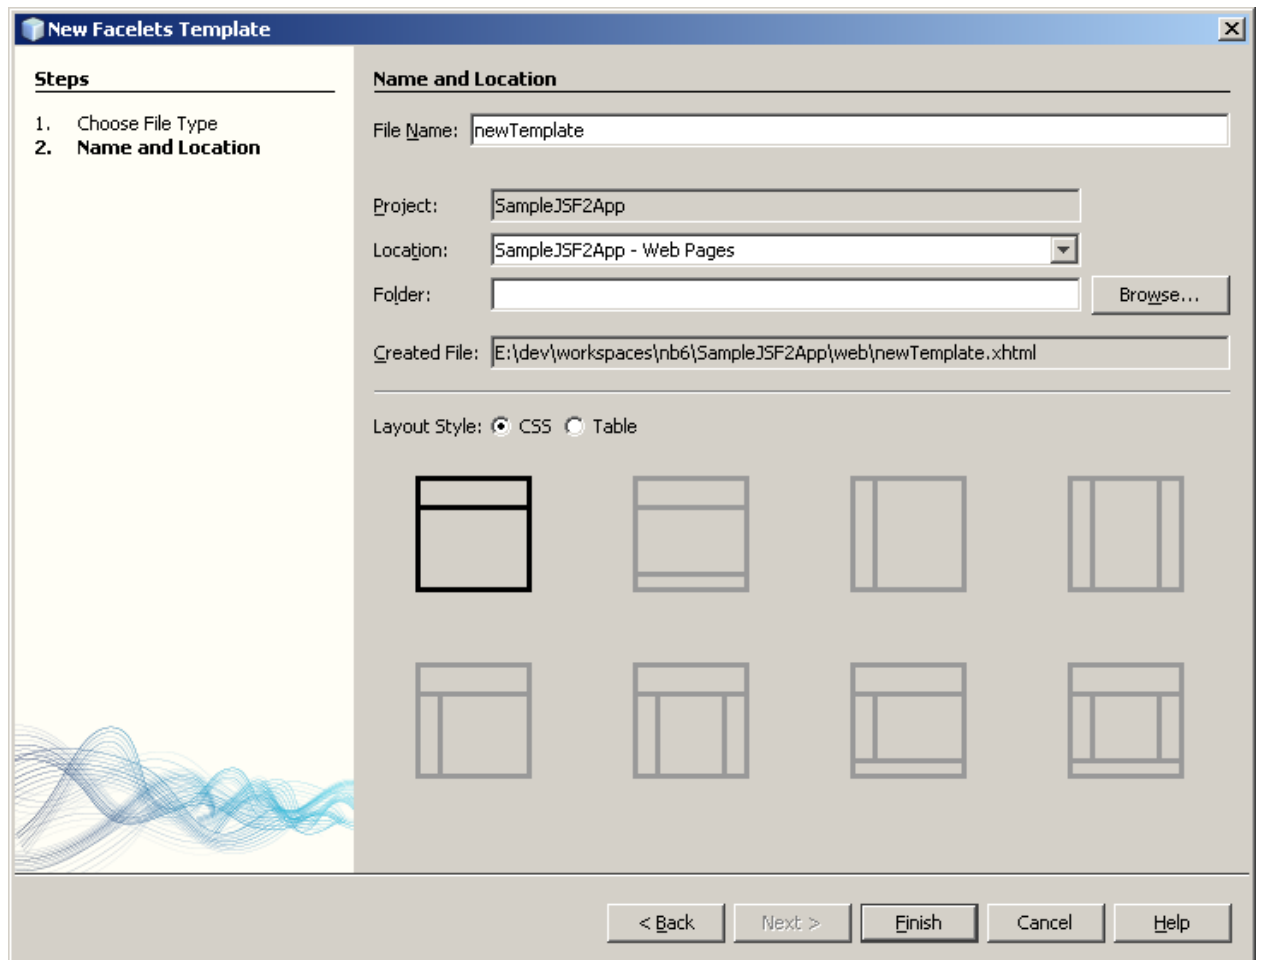 New Facelets Template
Steps
1. Choose File Type
2. Name and Location
Name and Location
File Name: newTemplate
Project: SampleJSF2App
Location: SampleJSF2App - Web Pages
Folder: Browse...
Created File: E:\dev\workspaces\nb6\SampleJSF2App\web\newTemplate.xhtml
Layout Style: CSS Table
< Back Next > Finish Cancel Help